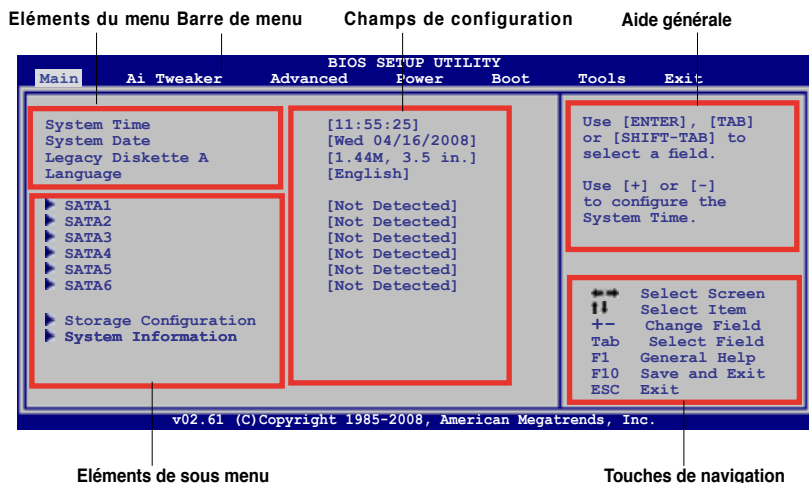 Eléments du menu Barre de menu Champs de configuration Aide générale
BIOS SETUP UTILITY
Main Ai Tweaker Advanced Power Boot Tools Exit
System Time [11:55:25]
System Date [Wed 04/16/2008]
Legacy Diskette A [1.44M, 3.5 in.]
Language [English]
SATA1 [Not Detected]
SATA2 [Not Detected]
SATA3 [Not Detected]
SATA4 [Not Detected]
SATA5 [Not Detected]
SATA6 [Not Detected]
Storage Configuration
System Information
Use [ENTER], [TAB]
or [SHIFT-TAB] to
select a field.
Use [+] or [-]
to configure the
System Time.
Select Screen
Select Item
+- Change Field
Tab Select Field
F1 General Help
F10 Save and Exit
ESC Exit
v02.61 (C)Copyright 1985-2008, American Megatrends, Inc.
Eléments de sous menu Touches de navigation